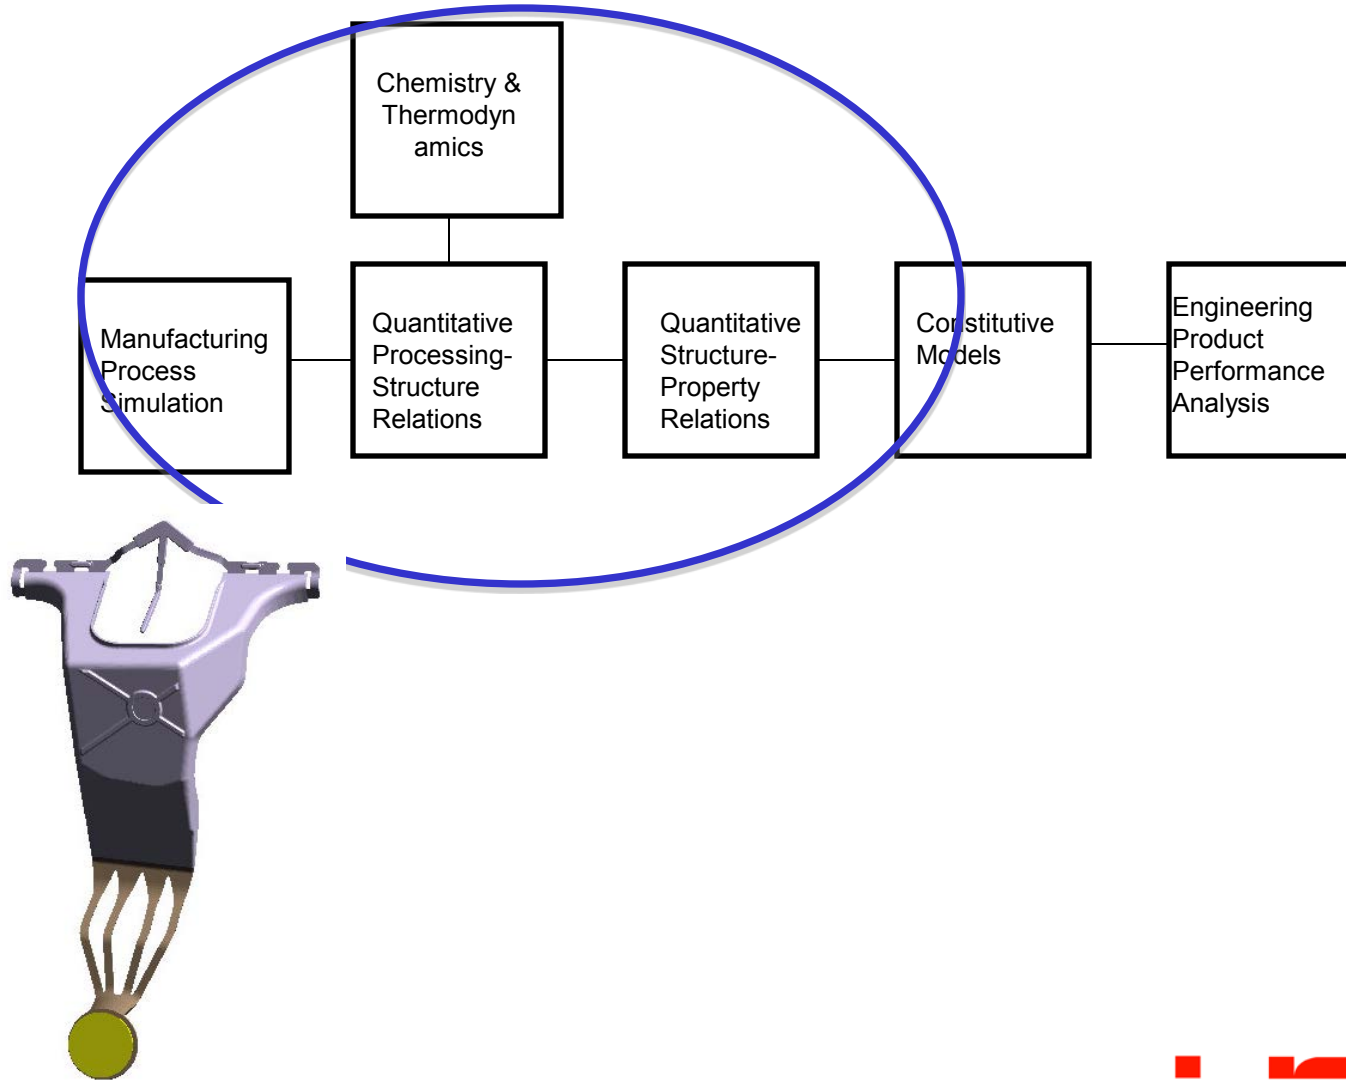 Chemistry &
Thermodyn
amics
Manufacturing
Process
Simulation
Quantitative
Processing-
Structure
Relations
Quantitative
Structure-
Property
Relations
Constitutive
Models
Engineering
Product
Performance
Analysis